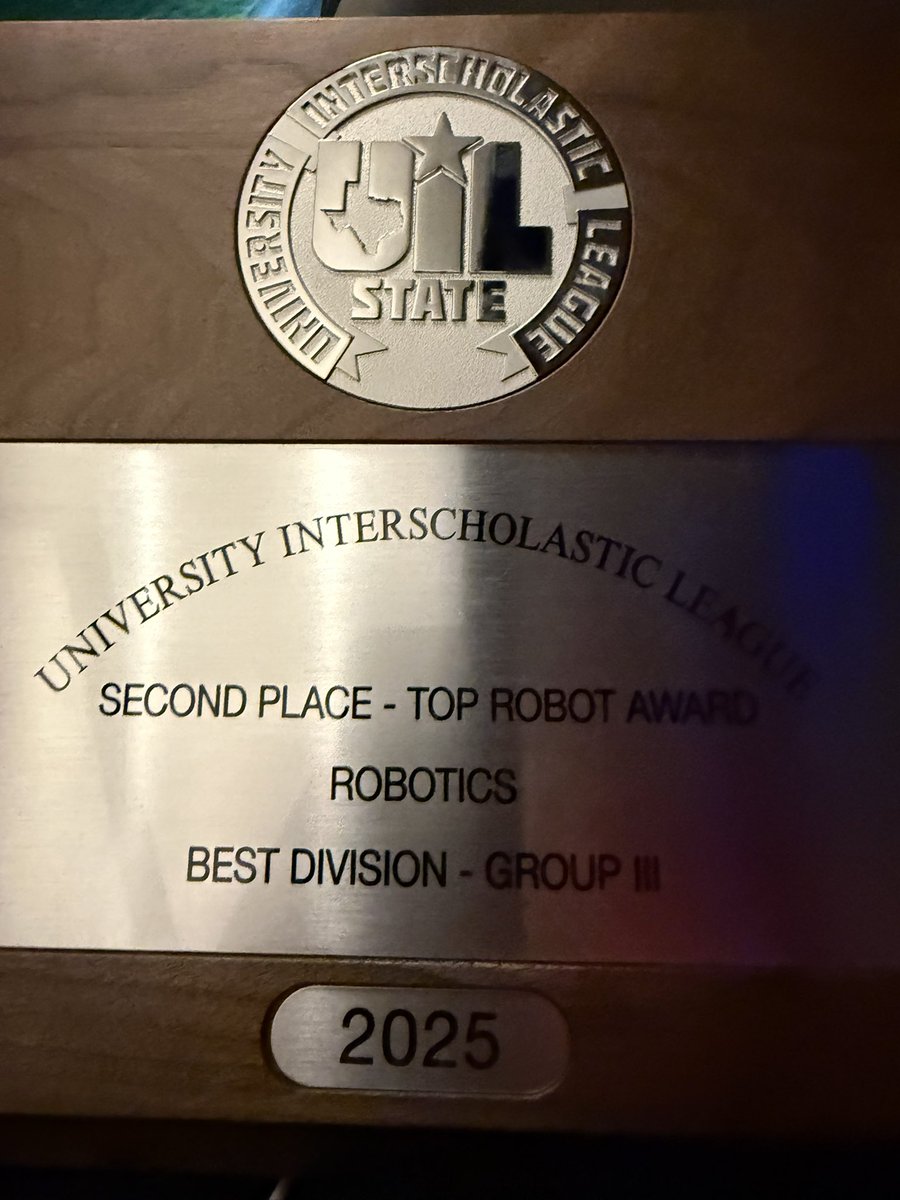 UNIVERSITY INTERSCHOLASTIC LEAGUE
UIL
STATE
UNIVERSITY INTERSCHOLASTIC LEAGUE
SECOND PLACE - TOP ROBOT AWARD
ROBOTICS
BEST DIVISION - GROUP III
2025